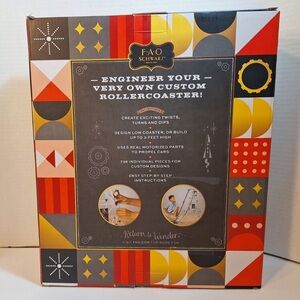 F·A·O
SCHWARZ
— ENGINEER YOUR —
VERY OWN CUSTOM
ROLLERCOASTER!
CREATE EXCITING TWISTS,
TURNS AND DIPS
DESIGN LOW COASTER, OR BUILD
UP TO 3 FEET HIGH
USES REAL MOTORIZED PARTS
TO PROPEL CARS
INDIVIDUAL PIECES FOR
CUSTOM DESIGNS
EASY STEP BY STEP
INSTRUCTIONS
Return to Wonder